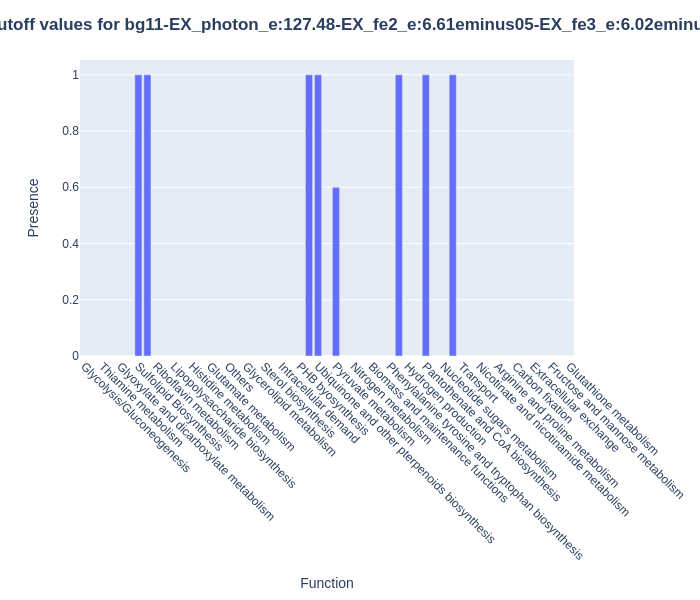 utoff values for bg11-EX_photon_e:127.48-EX_fe2_e:6.61eminus05-EX_fe3_e:6.02eminu
Presence
1
0.8
0.6
0.4
0.2
0
Glycolysis/Gluconeogenesis
Thiamine metabolism
Glyoxylate and dicarboxylate metabolism
Sulfolipid Biosynthesis
Riboflavin metabolism
Lipopolysaccharide biosynthesis
Histidine metabolism
Glutamate metabolism
Others
Glycerolipid metabolism
Sterol biosynthesis
Intracellular demand
PHB biosynthesis
Ubiquinone and other pterpenoids biosynthesis
Pyruvate metabolism
Nitrogen metabolism
Biomass and maintenance functions
Phenylalanine tyrosine and tryptophan biosynthesis
Hydrogen production
Pantothenate and CoA biosynthesis
Nucleotide sugars metabolism
Transport
Nicotinate and nicotinamide metabolism
Arginine and proline metabolism
Carbon fixation
Extracellular exchange
Fructose and mannose metabolism
Glutathione metabolism
Function